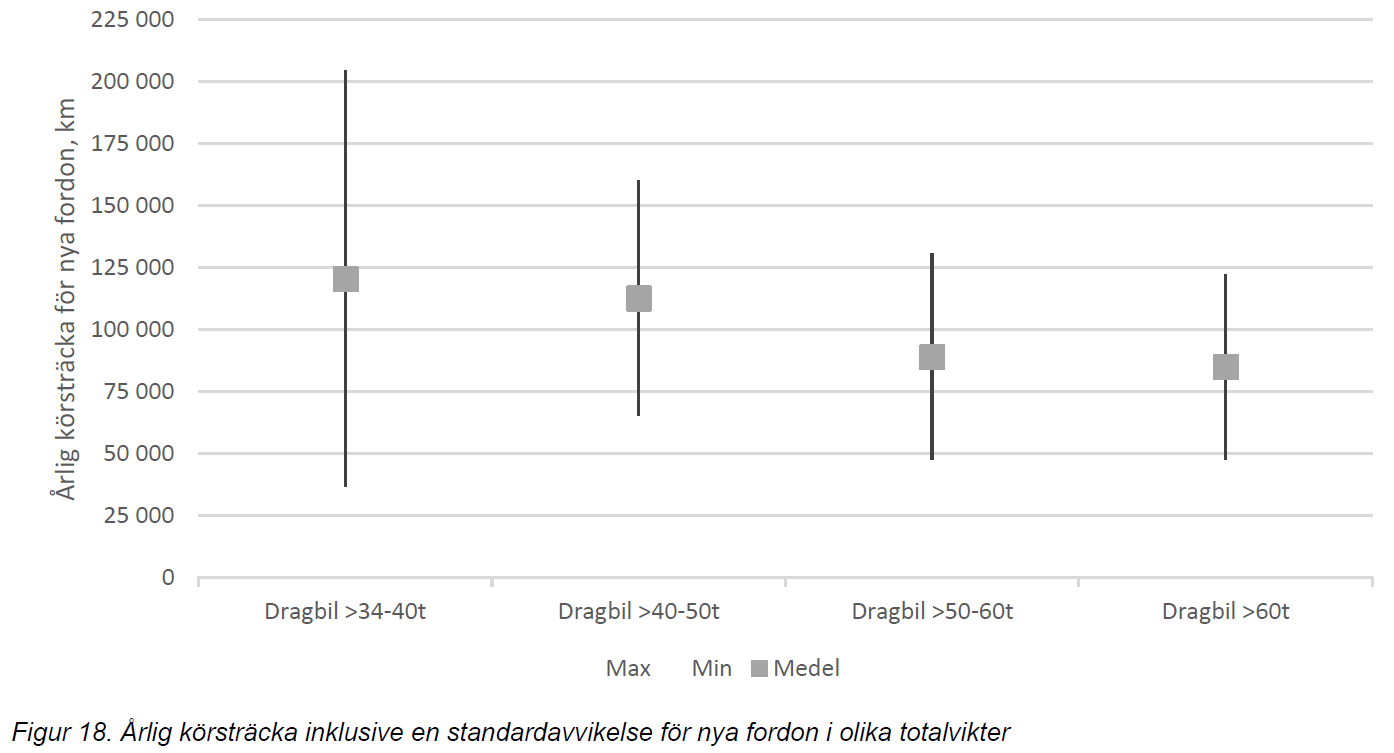 225 000
200 000
175 000
150 000
125 000
100 000
75 000
50 000
25 000
0
Årlig körsträcka för nya fordon, km
Dragbil >34-40t
Dragbil >40-50t
Dragbil >50-60t
Dragbil >60t
Max Min Medel
Figur 18. Årlig körsträcka inklusive en standardavvikelse för nya fordon i olika totalvikter